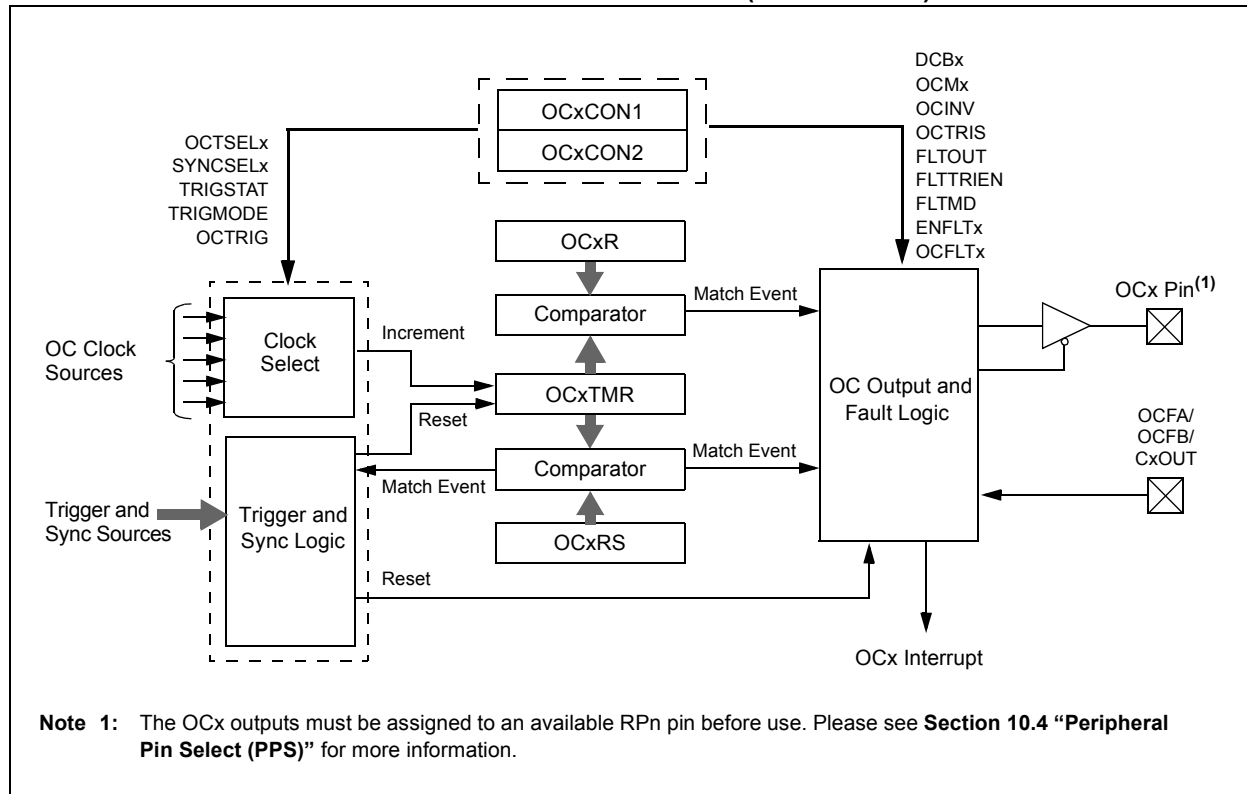 DCBx
OCMx
OCINV
OCTRIS
FLTOUT
FLTTRIEN
FLTMD
ENFLTx
OCFLTx
OCxCON1
OCxCON2
OCTSELx
SYNCSELx
TRIGSTAT
TRIGMODE
OCTRIG
OCxR
Match Event
OCx Pin(1)
Comparator
Increment
Clock
Select
OC Clock
Sources
OCxTMR
OC Output and
Fault Logic
Reset
OCFA/
OCFB/
CxOUT
Match Event
Comparator
Match Event
Trigger and
Sync Sources
Trigger and
Sync Logic
OCxRS
Reset
OCx Interrupt
Note 1: The OCx outputs must be assigned to an available RPn pin before use. Please see Section 10.4 “Peripheral
Pin Select (PPS)” for more information.